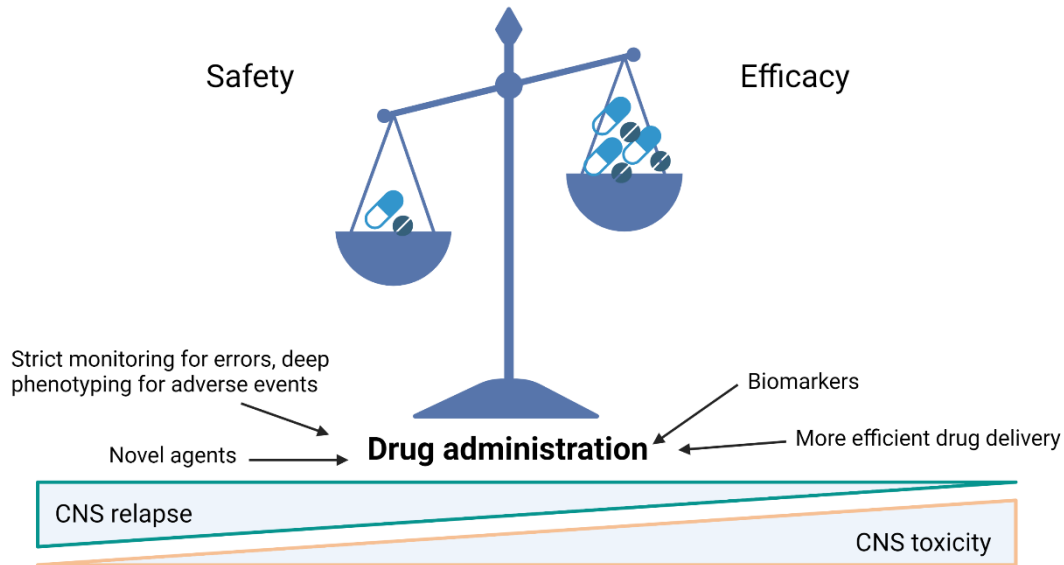 Safety
Efficacy
Strict monitoring for errors, deep
phenotyping for adverse events
Biomarkers
Novel agents
Drug administration
More efficient drug delivery
CNS relapse
CNS toxicity